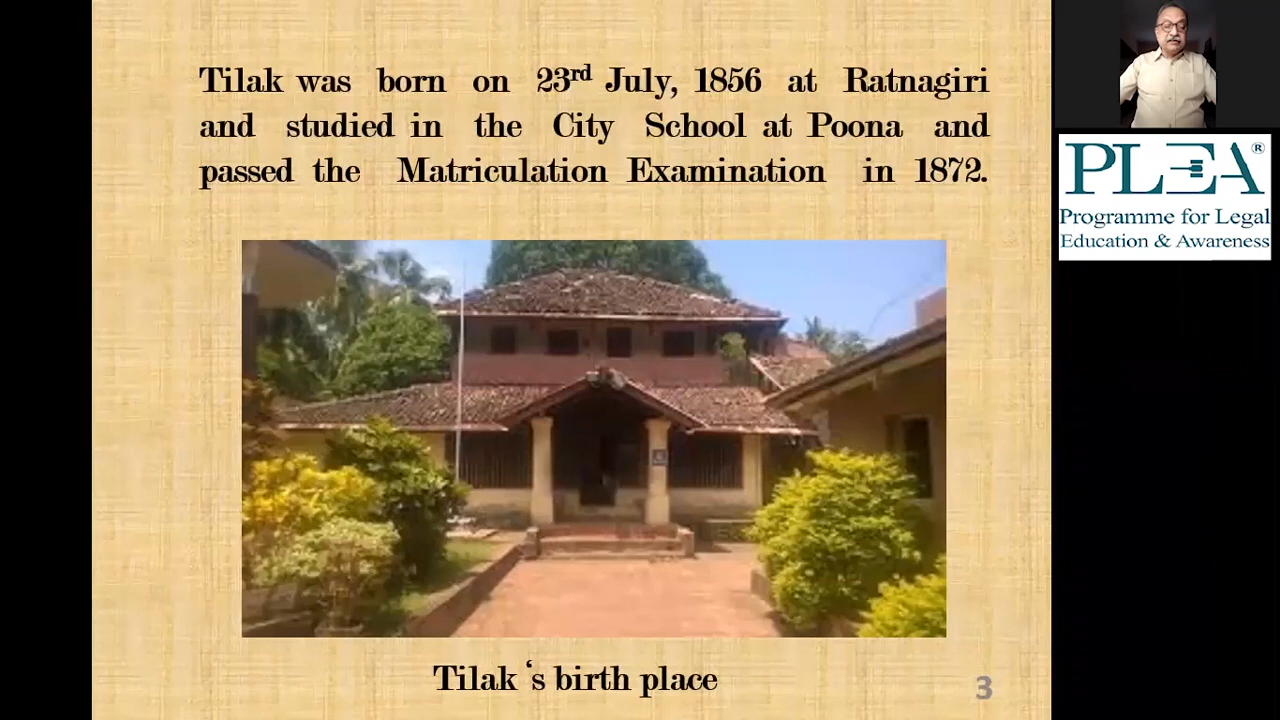 Tilak was born on 23rd July, 1856 at Ratnagiri
and studied in the City School at Poona and
passed the Matriculation Examination in 1872.
Tilak ‘s birth place
3
PLEA®
Programme for Legal
Education & Awareness